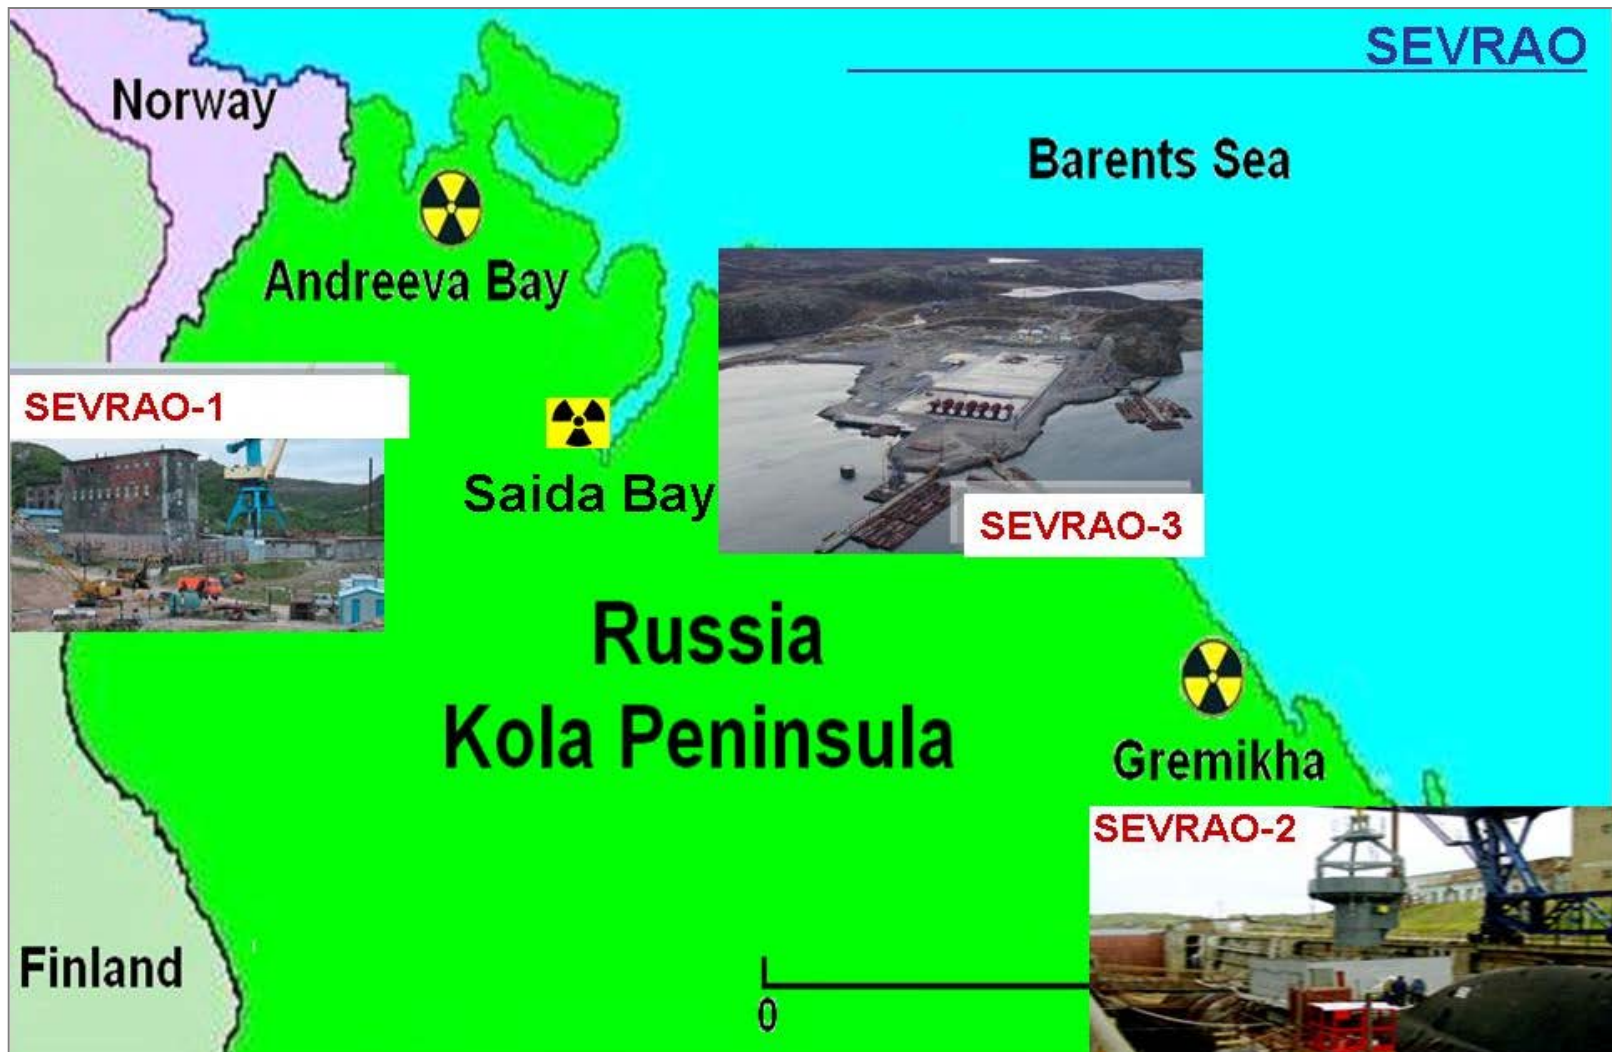 SEVRAO
Norway
Barents Sea
Andreeva Bay
SEVRAO-1
Saida Bay
SEVRAO-3
Russia
Kola Peninsula
Gremikha
SEVRAO-2
Finland
0